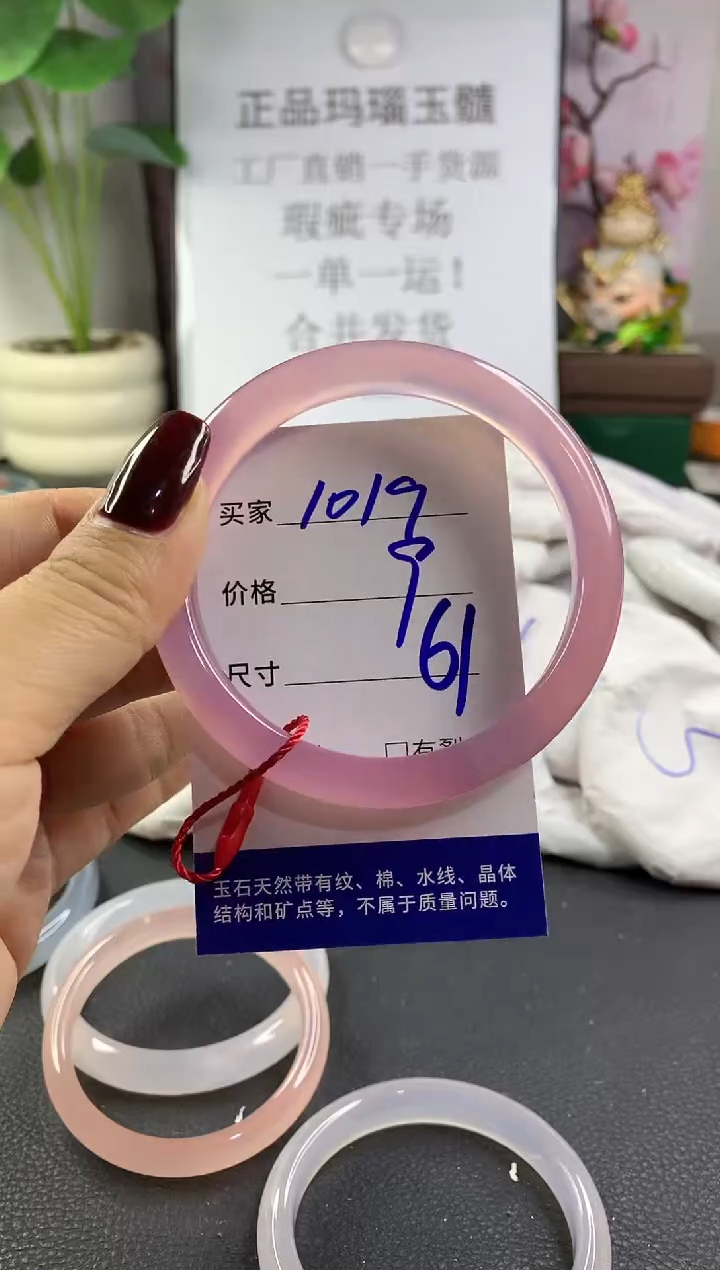 正品玛瑙玉髓
工厂直销一手货源
瑕疵专场
一单一运！
合并发货
买家 1019
价格 9
尺寸 61
□有裂
玉石天然带有纹、棉、水线、晶体
结构和矿点等，不属于质量问题。